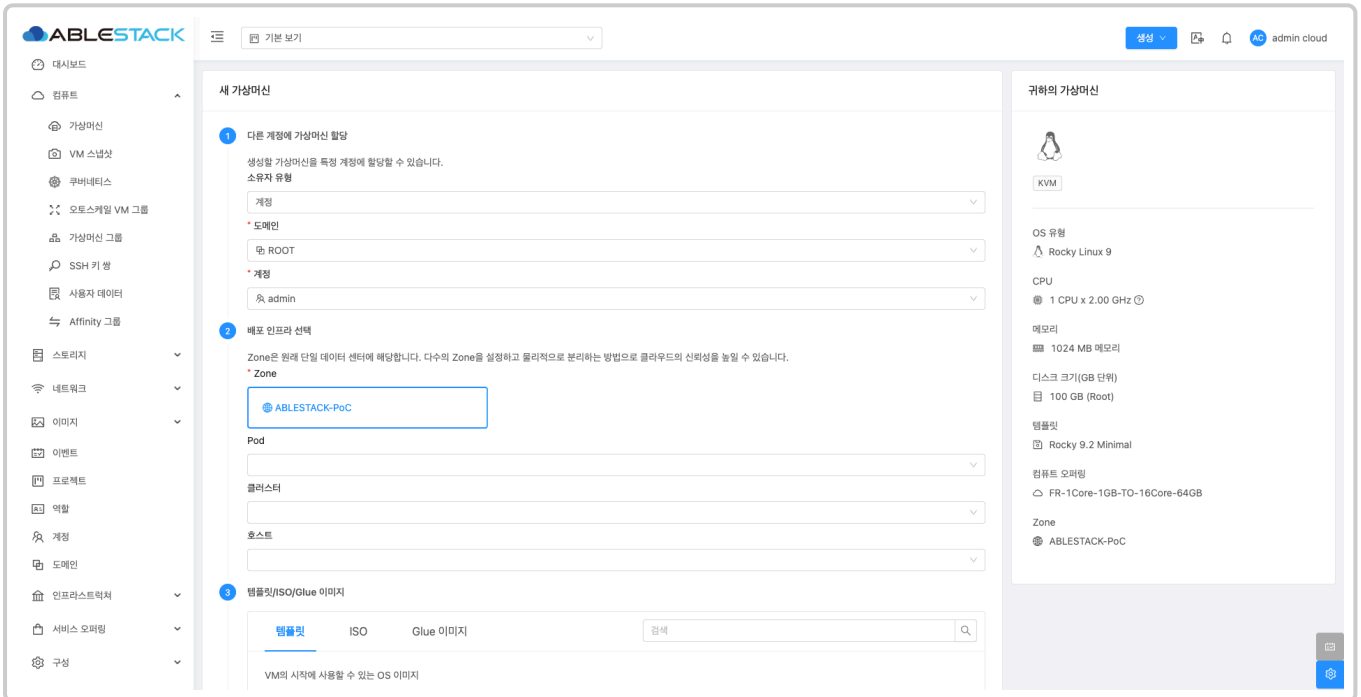 ABLESTACK
대시보드
컴퓨트
가상머신
VM 스냅샷
쿠버네티스
오토스케일 VM 그룹
가상머신 그룹
SSH 키 쌍
사용자 데이터
Affinity 그룹
스토리지
네트워크
이미지
이벤트
프로젝트
역할
계정
도메인
인프라스트럭쳐
서비스 오퍼링
구성
기본 보기
생성
AC admin cloud
새 가상머신
1 다른 계정에 가상머신 할당
생성할 가상머신을 특정 계정에 할당할 수 있습니다.
소유자 유형
계정
* 도메인
ROOT
* 계정
admin
2 배포 인프라 선택
Zone은 원래 단일 데이터 센터에 해당합니다. 다수의 Zone을 설정하고 물리적으로 분리하는 방법으로 클라우드의 신뢰성을 높일 수 있습니다.
* Zone
ABLESTACK-PoC
Pod
클러스터
호스트
3 템플릿/ISO/Glue 이미지
템플릿 ISO Glue 이미지
검색
VM의 시작에 사용할 수 있는 OS 이미지
귀하의 가상머신
KVM
OS 유형
Rocky Linux 9
CPU
1 CPU x 2.00 GHz
메모리
1024 MB 메모리
디스크 크기(GB 단위)
100 GB (Root)
템플릿
Rocky 9.2 Minimal
컴퓨트 오퍼링
FR-1Core-1GB-TO-16Core-64GB
Zone
ABLESTACK-PoC